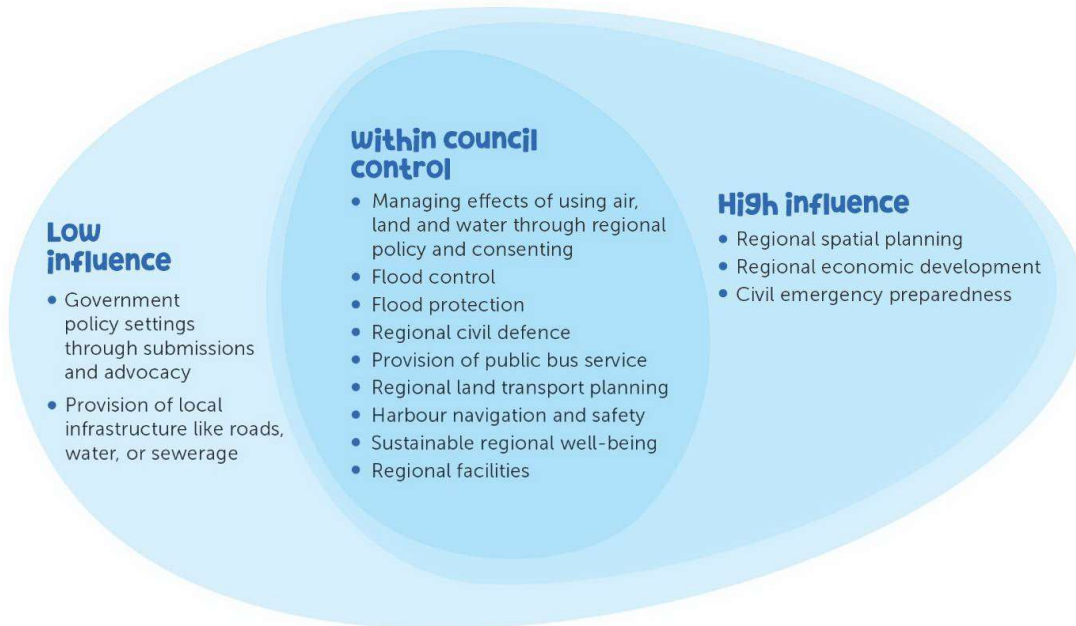 Low
influence
• Government
policy settings
through submissions
and advocacy
• Provision of local
infrastructure like roads,
water, or sewerage
within council
control
• Managing effects of using air,
land and water through regional
policy and consenting
• Flood control
• Flood protection
• Regional civil defence
• Provision of public bus service
• Regional land transport planning
• Harbour navigation and safety
• Sustainable regional well-being
• Regional facilities
High influence
• Regional spatial planning
• Regional economic development
• Civil emergency preparedness